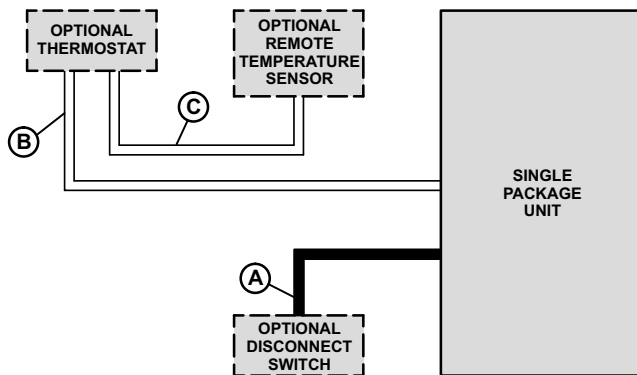 OPTIONAL
THERMOSTAT
OPTIONAL
REMOTE
TEMPERATURE
SENSOR
B
C
SINGLE
PACKAGE
UNIT
A
OPTIONAL
DISCONNECT
SWITCH